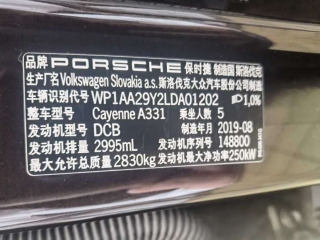 品牌 PORSCHE 保时捷 制造国 斯洛伐克
生产厂名 Volkswagen Slovakia a.s. 斯洛伐克大众汽车股份公司制造
车辆识别代号 WP1AA29Y2LDA01202 1,0%
整车型号 Cayenne A331 乘坐人数 5
发动机型号 DCB 制造年月 2019-08
发动机排量 2995mL 发动机序列号 148800
最大允许总质量 2830kg 发动机最大净功率 250kW